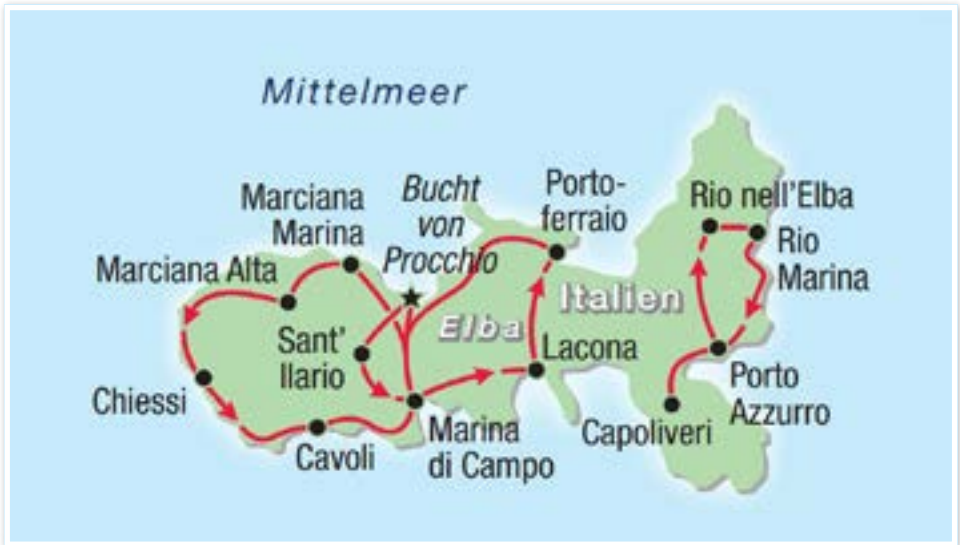 Mittelmeer
Marciana
Marina
Bucht
von
Procchio
Porto-
ferraio
Rio nell'Elba
Rio
Marina
Marciana Alta
Italien
Elba
Sant'
Ilario
Lacona
Chiessi
Cavoli
Marina
di Campo
Capoliveri
Porto
Azzurro